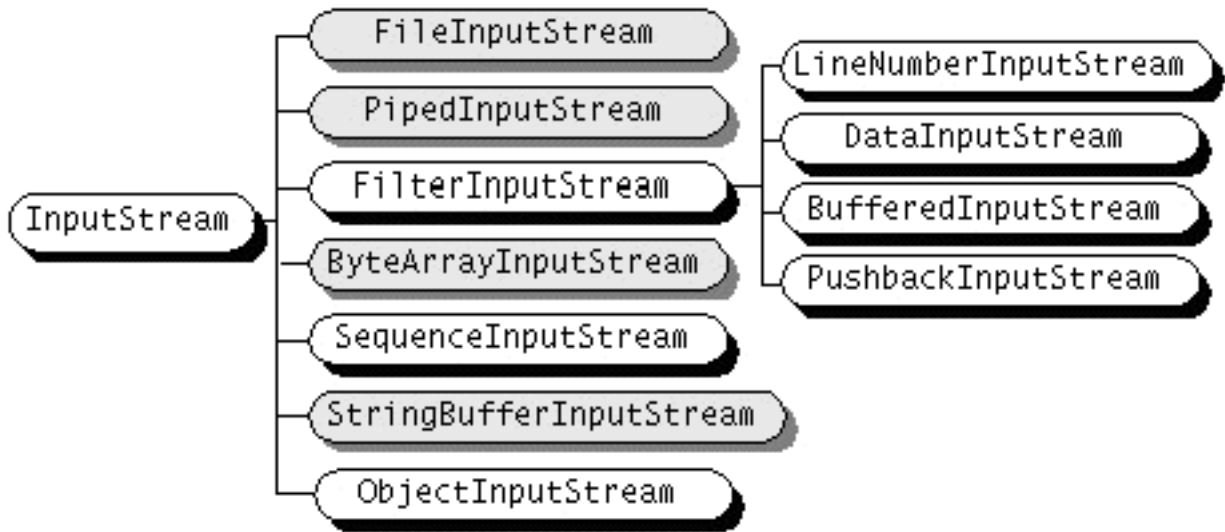 InputStream
FileInputStream
PipedInputStream
FilterInputStream
ByteArrayInputStream
SequenceInputStream
StringBufferInputStream
ObjectInputStream
LineNumberInputStream
DataInputStream
BufferedInputStream
PushbackInputStream